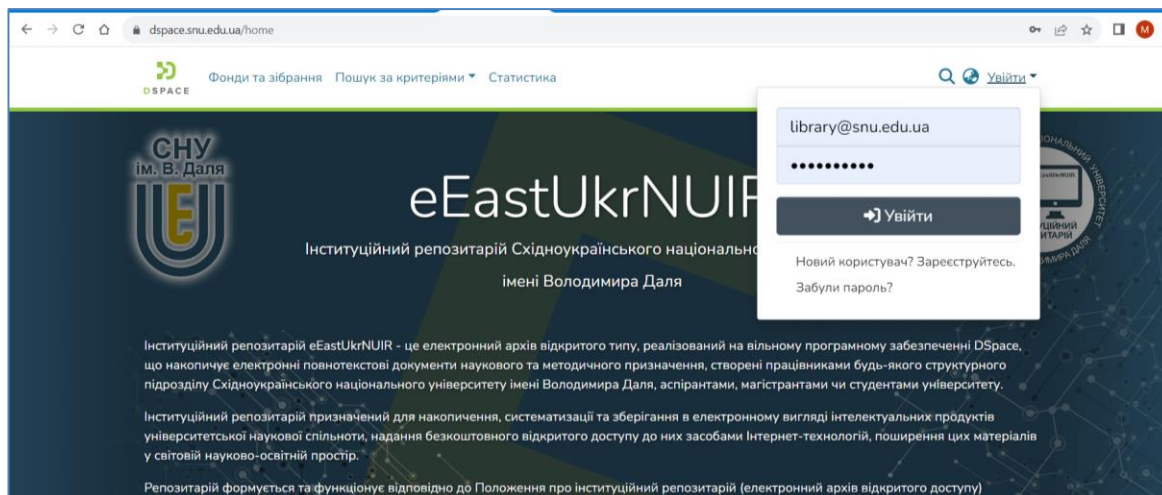 dspace.snu.edu.ua/home
M
DSPACE
Фонди та зібрання Пошук за критеріями Статистика Увійти
library@snu.edu.ua
••••••••••
Увійти
Новий користувач? Зареєструйтесь.
Забули пароль?
СНУ
ім. В. Даля
eEastUkrNUIR
Інституційний репозитарій Східноукраїнського національно
імені Володимира Даля
Інституційний репозитарій eEastUkrNUIR - це електронний архів відкритого типу, реалізований на вільному програмному забезпеченні DSpace,
що накопичує електронні повнотекстові документи наукового та методичного призначення, створені працівниками будь-якого структурного
підрозділу Східноукраїнського національного університету імені Володимира Даля, аспірантами, магістрантами чи студентами університету.
Інституційний репозитарій призначений для накопичення, систематизації та зберігання в електронному вигляді інтелектуальних продуктів
університетської наукової спільноти, надання безкоштовного відкритого доступу до них засобами Інтернет-технологій, поширення цих матеріалів
у світовій науково-освітній простір.
Репозитарій формується та функціонує відповідно до Положення про інституційний репозитарій (електронний архів відкритого доступу)